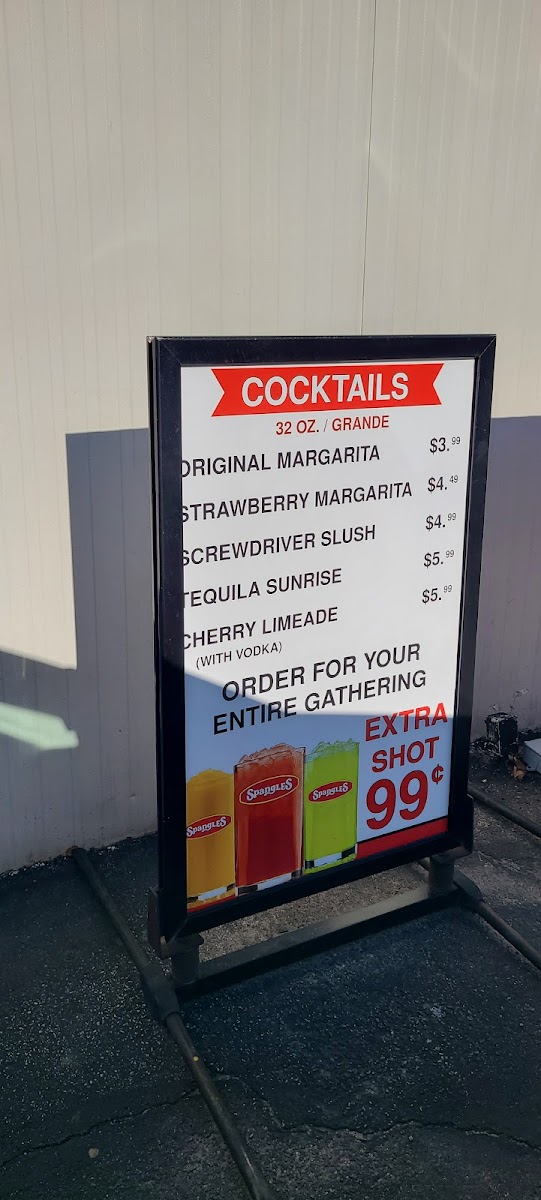 COCKTAILS
32 OZ. / GRANDE
ORIGINAL MARGARITA $3.99
STRAWBERRY MARGARITA $4.49
SCREWDRIVER SLUSH $4.99
TEQUILA SUNRISE $5.99
CHERRY LIMEADE $5.99
(WITH VODKA)
ORDER FOR YOUR
ENTIRE GATHERING
EXTRA
SHOT
99¢
SpangleS
SpangleS
SpangleS